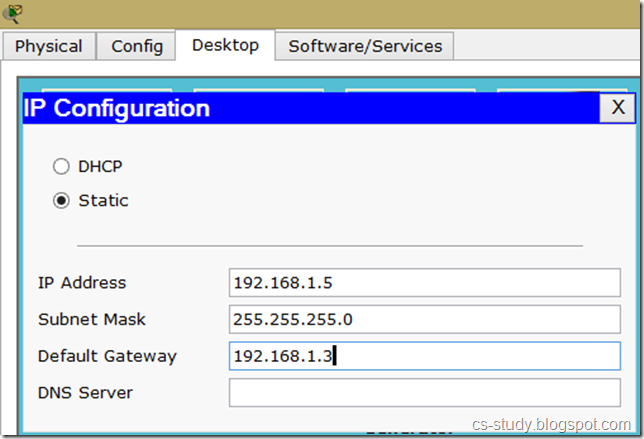 Physical Config Desktop Software/Services
IP Configuration X
DHCP
Static
IP Address 192.168.1.5
Subnet Mask 255.255.255.0
Default Gateway 192.168.1.3
DNS Server
cs-study.blogspot.com